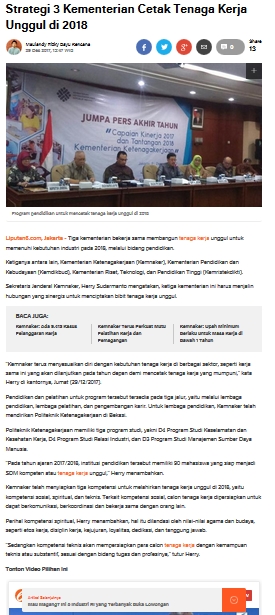 Strategi 3 Kementerian Cetak Tenaga Kerja
Unggul di 2018
Maulandy Rizky Bayu Kencana
29 Des 2017, 13:47 WIB
0
Share
13
JUMPA PERS AKHIR TAHUN
"Capaian Kinerja 2017
dan Tantangan 2018
Kementerian Ketenagakerjaan"
Program pendidikan untuk mencetak tenaga kerja unggul di 2018
Liputan6.com, Jakarta - Tiga kementerian bekerja sama membangun tenaga kerja unggul untuk
memenuhi kebutuhan industri pada 2018, melalui bidang pendidikan.
Ketiganya antara lain, Kementerian Ketenagakerjaan (Kemnaker), Kementerian Pendidikan dan
Kebudayaan (Kemdikbud), Kementerian Riset, Teknologi, dan Pendidikan Tinggi (Kemristekdikti).
Sekretaris Jenderal Kemnaker, Herry Sudarmanto mengatakan, ketiga kementerian ini harus menjalin
hubungan yang sinergis untuk menciptakan bibit tenaga kerja unggul.
BACA JUGA:
Kemnaker: Ada 5.078 Kasus
Pelanggaran Kerja
Kemnaker Terus Perkuat Mutu
Pelatihan Kerja dan
Pemagangan
Kemnaker: Upah Minimum
Berlaku untuk Masa Kerja di
Bawah 1 Tahun
"Kemnaker terus menyesuaikan diri dengan kebutuhan tenaga kerja di berbagai sektor, seperti kerja
sama ini yang akan dilanjutkan pada tahun depan demi mencetak tenaga kerja yang mumpuni," kata
Herry di kantornya, Jumat (29/12/2017).
Pendidikan dan pelatihan untuk program tersebut tersedia pada tiga jalur, yaitu melalui lembaga
pendidikan, lembaga pelatihan, dan pengembangan karir. Untuk lembaga pendidikan, Kemnaker telah
mendirikan Politeknik Ketenagakerjaan di Bekasi.
Politeknik Ketenagakerjaan memiliki tiga program studi, yakni D4 Program Studi Keselamatan dan
Kesehatan Kerja, D4 Program Studi Relasi Industri, dan D3 Program Studi Manajemen Sumber Daya
Manusia.
"Pada tahun ajaran 2017/2018, institusi pendidikan tersebut memiliki 90 mahasiswa yang siap menjadi
SDM kompeten atau tenaga kerja unggul," Herry menambahkan.
Kemnaker telah menyiapkan tiga kompetensi untuk melahirkan tenaga kerja unggul di 2018, yaitu
kompetensi sosial, spiritual, dan teknis. Terkait kompetensi sosial, calon tenaga kerja dipersiapkan untuk
dapat berkomunikasi, berkoordinasi dan bekerja sama dengan orang lain.
Perihal kompetensi spiritual, Herry menambahkan, hal itu dilandasi oleh nilai-nilai agama dan budaya,
seperti etos kerja, disiplin kerja, kejujuran, loyalitas, dedikasi, dan tanggung jawab.
"Sedangkan kompetensi teknis akan mempersiapkan para calon tenaga kerja dengan kemampuan
teknis atau substantif, sesuai dengan bidang tugas dan profesinya," tutur Herry.
Tonton Video Pilihan Ini
Artikel Selanjutnya
Mau Magang? Ini 8 Industri RI yang Terbanyak Buka Lowongan